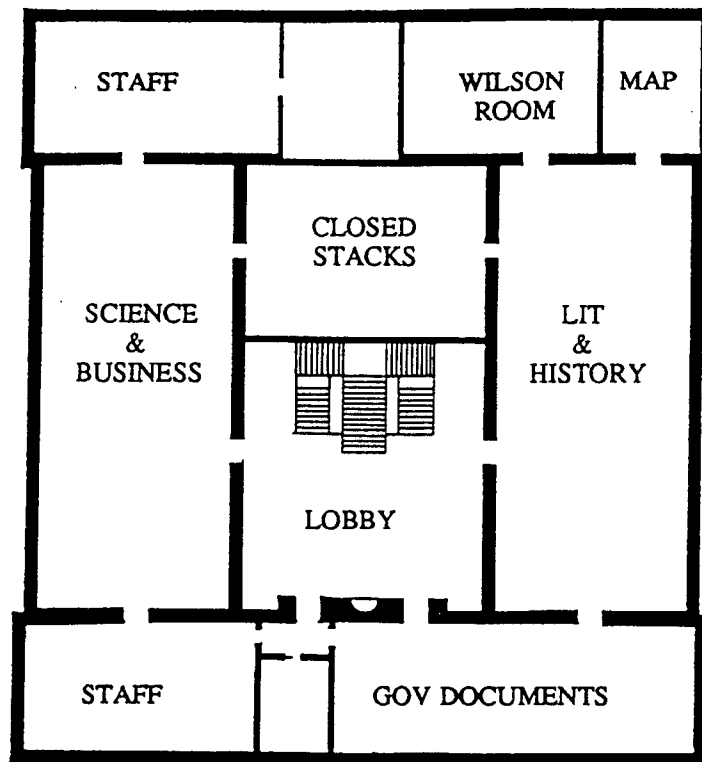 STAFF
WILSON
ROOM
MAP
CLOSED
STACKS
SCIENCE
&
BUSINESS
LIT
&
HISTORY
LOBBY
STAFF
GOV DOCUMENTS